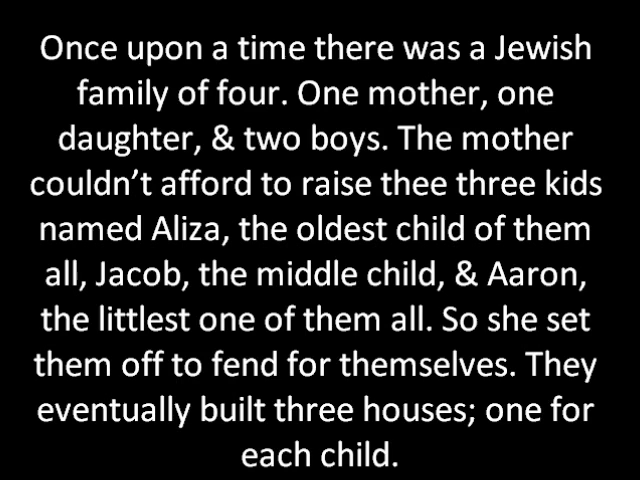 Once upon a time there was a Jewish
family of four. One mother, one
daughter, & two boys. The mother
couldn’t afford to raise thee three kids
named Aliza, the oldest child of them
all, Jacob, the middle child, & Aaron,
the littlest one of them all. So she set
them off to fend for themselves. They
eventually built three houses; one for
each child.